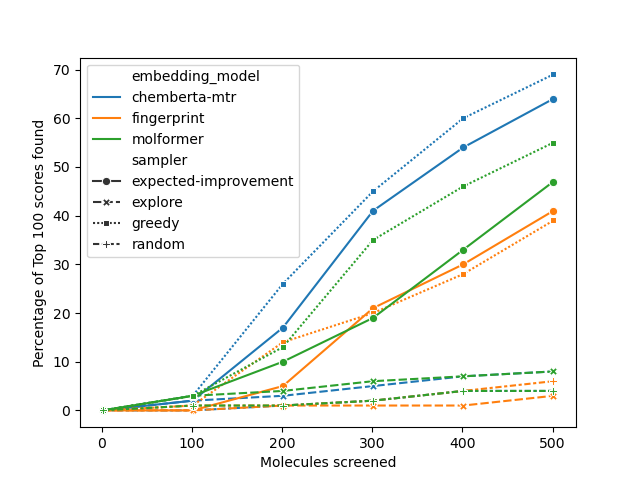 embedding_model
chemberta-mtr
fingerprint
molformer
sampler
expected-improvement
explore
greedy
random
Percentage of Top 100 scores found
70
60
50
40
30
20
10
0
0 100 200 300 400 500
Molecules screened